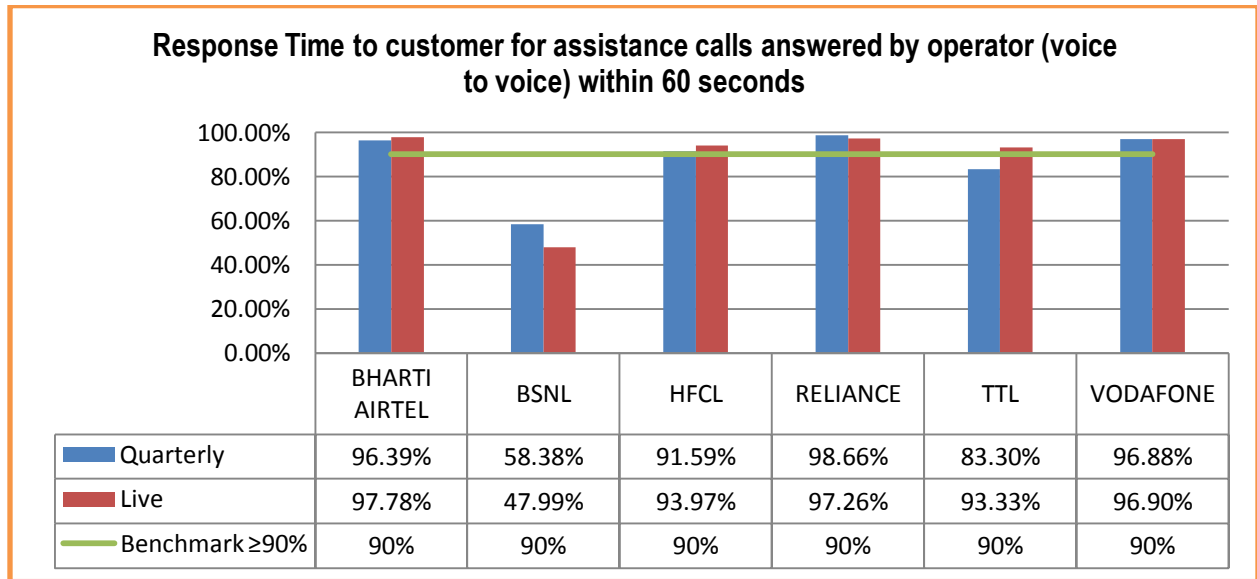 Response Time to customer for assistance calls answered by operator (voice
to voice) within 60 seconds
100.00%
80.00%
60.00%
40.00%
20.00%
0.00%
BHARTI AIRTEL BSNL HFCL RELIANCE TTL VODAFONE
Quarterly 96.39% 58.38% 91.59% 98.66% 83.30% 96.88%
Live 97.78% 47.99% 93.97% 97.26% 93.33% 96.90%
Benchmark ≥90% 90% 90% 90% 90% 90% 90%